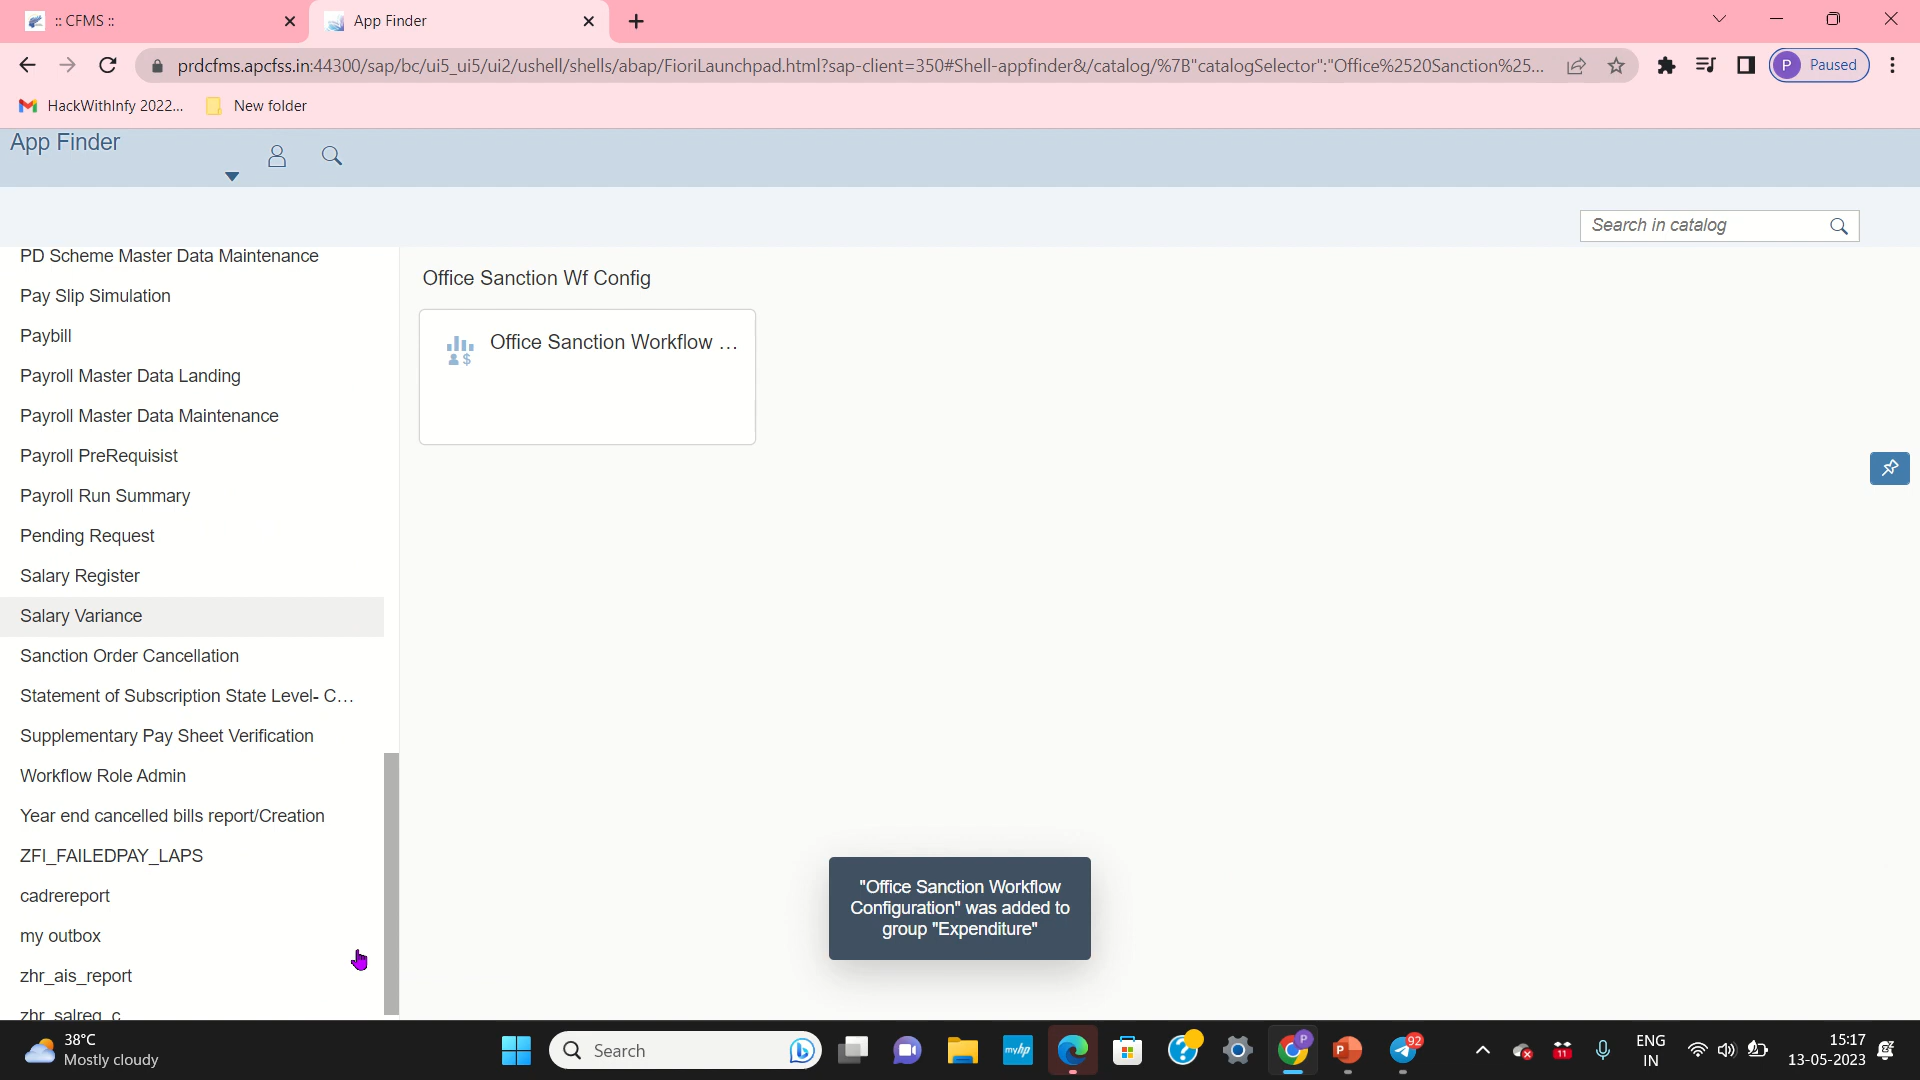 :: CFMS ::
App Finder
prdcfms.apcfss.in:44300/sap/bc/ui5_ui5/ui2/ushell/shells/abap/FioriLaunchpad.html?sap-client=350#Shell-appfinder&/catalog/%7B"catalogSelector":"Office%2520Sanction%25...
P Paused
HackWithInfy 2022...
New folder
App Finder
Search in catalog
PD Scheme Master Data Maintenance
Pay Slip Simulation
Paybill
Payroll Master Data Landing
Payroll Master Data Maintenance
Payroll PreRequisist
Payroll Run Summary
Pending Request
Salary Register
Salary Variance
Sanction Order Cancellation
Statement of Subscription State Level- C...
Supplementary Pay Sheet Verification
Workflow Role Admin
Year end cancelled bills report/Creation
ZFI_FAILEDPAY_LAPS
cadrereport
my outbox
zhr_ais_report
zhr_salreg_c
Office Sanction Wf Config
Office Sanction Workflow ...
"Office Sanction Workflow
Configuration" was added to
group "Expenditure"
38°C
Mostly cloudy
Search
myhp
P
92
11
ENG
IN
15:17
13-05-2023